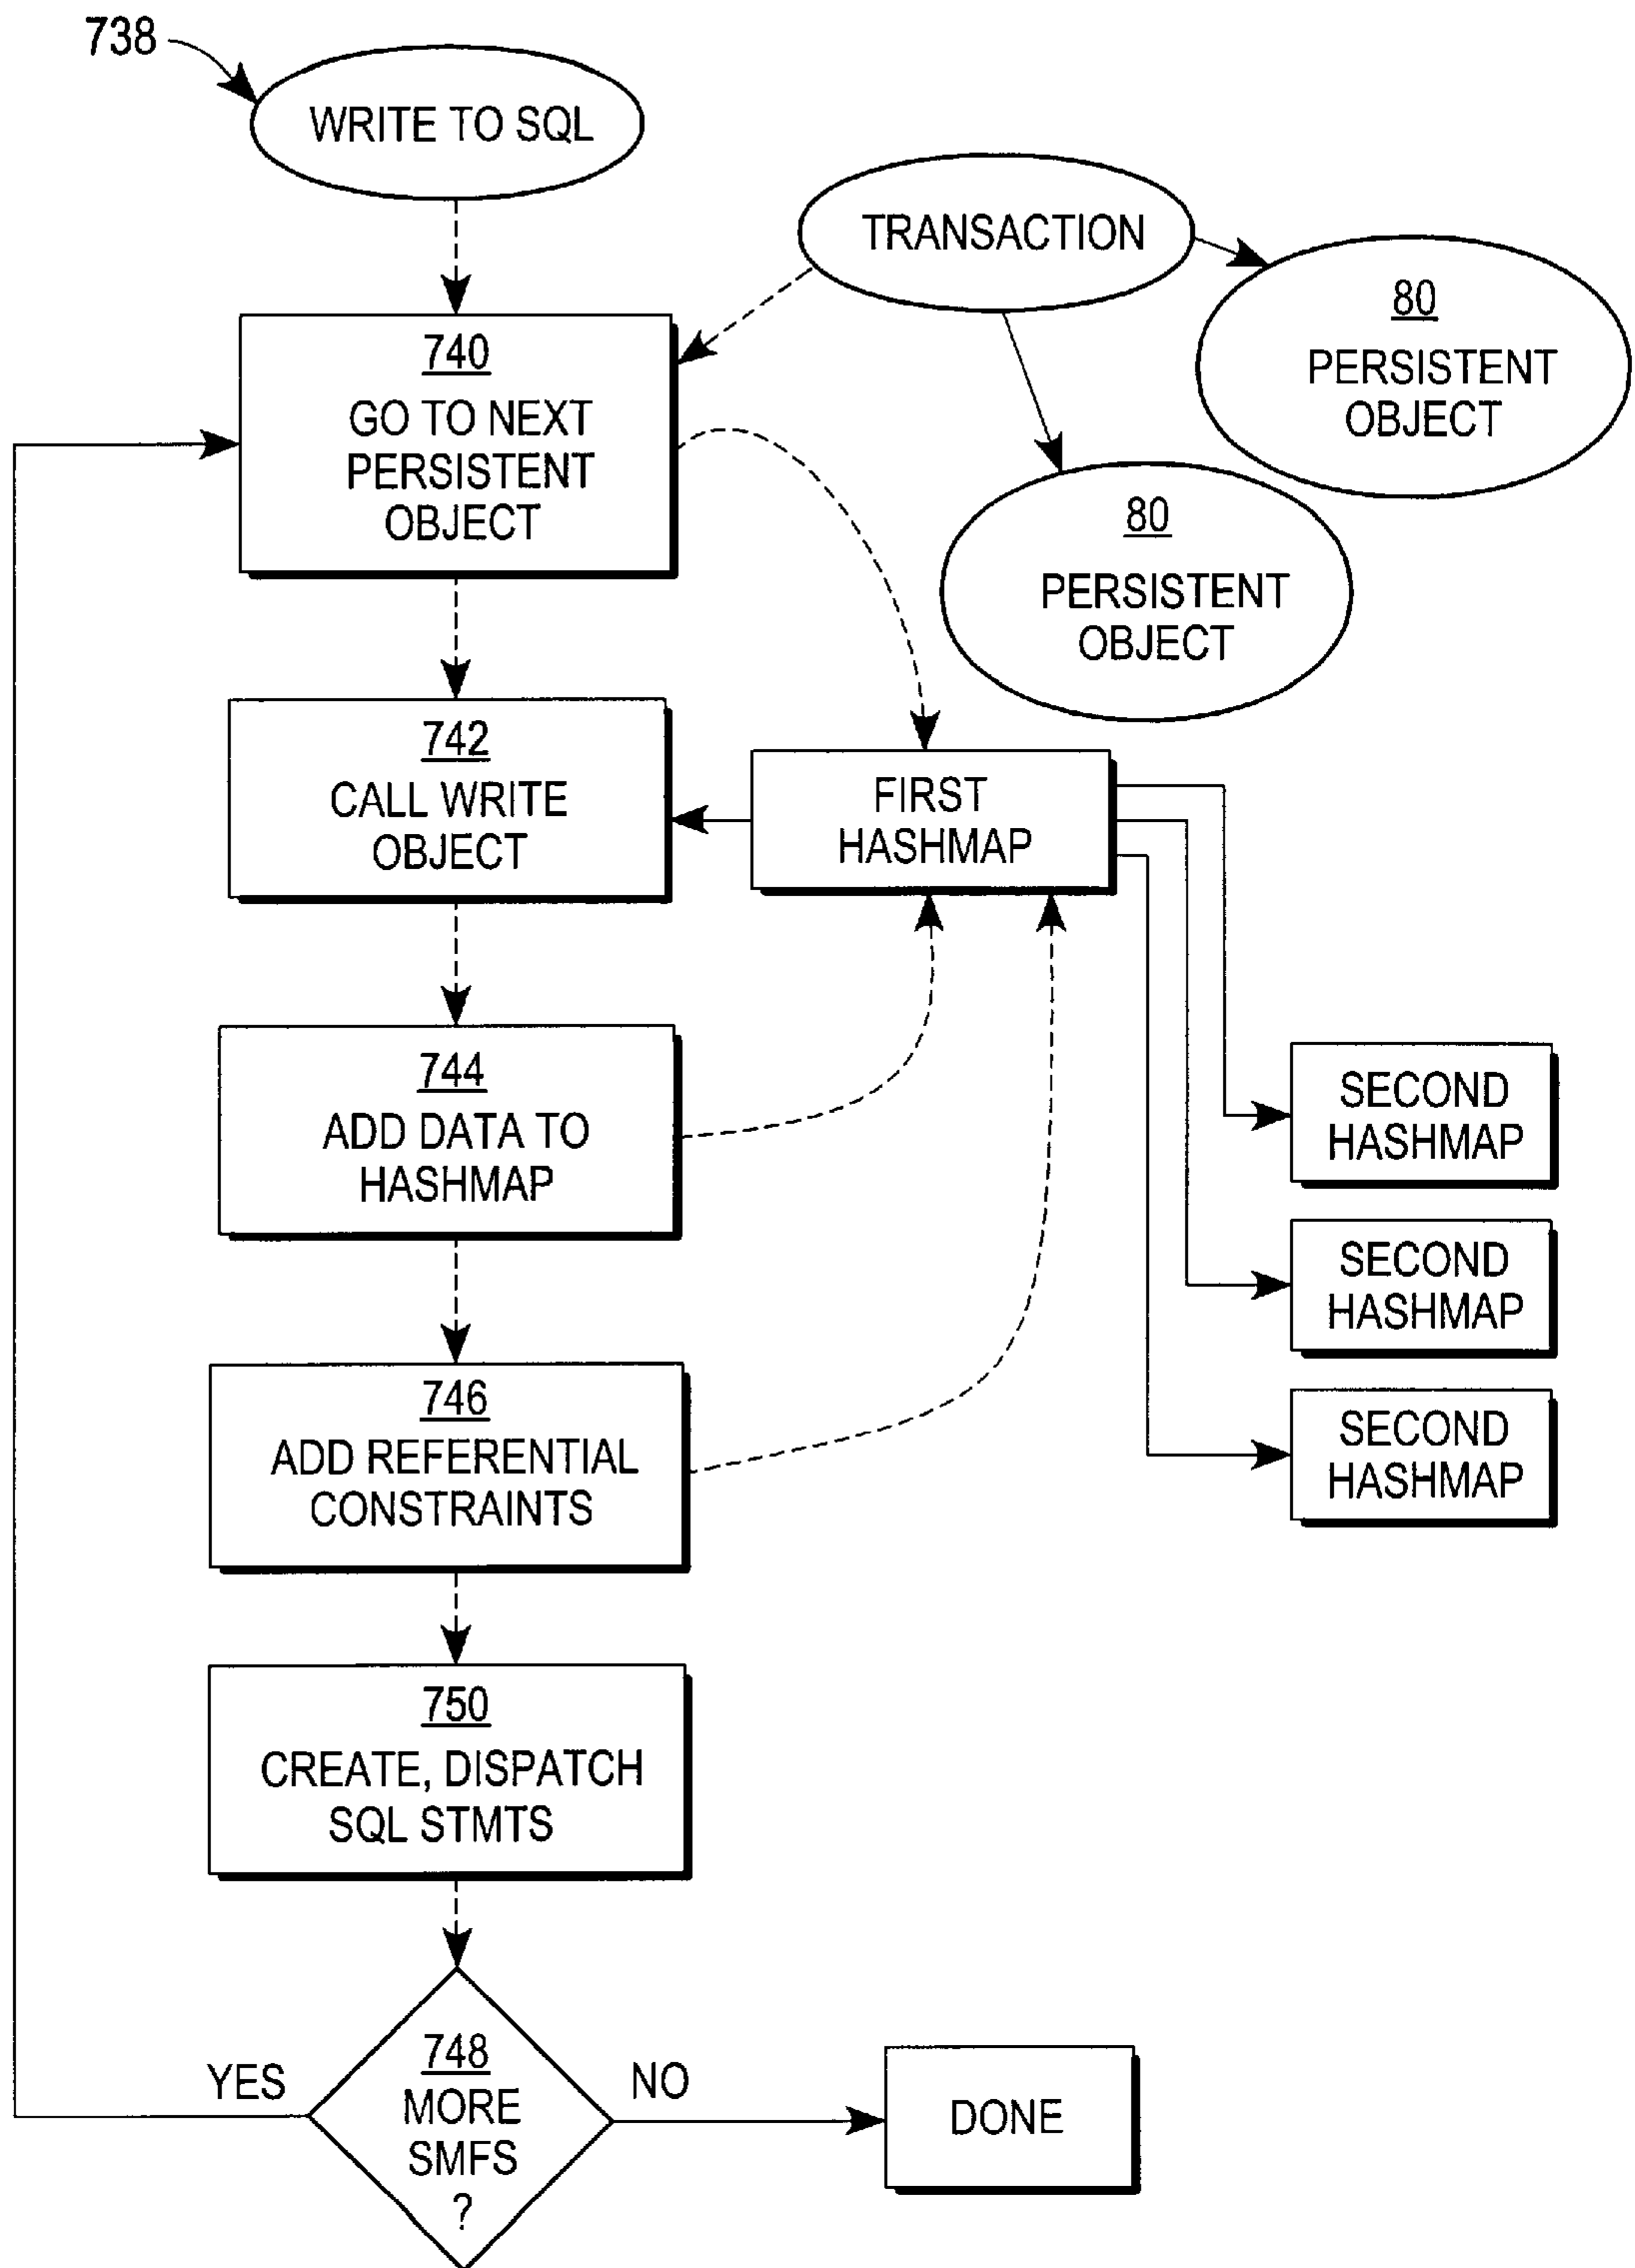 738
WRITE TO SQL
TRANSACTION
80
PERSISTENT
OBJECT
740
GO TO NEXT
PERSISTENT
OBJECT
80
PERSISTENT
OBJECT
742
CALL WRITE
OBJECT
FIRST
HASHMAP
744
ADD DATA TO
HASHMAP
SECOND
HASHMAP
SECOND
HASHMAP
746
ADD REFERENTIAL
CONSTRAINTS
SECOND
HASHMAP
750
CREATE, DISPATCH
SQL STMTS
YES
748
MORE
SMFS
?
NO
DONE